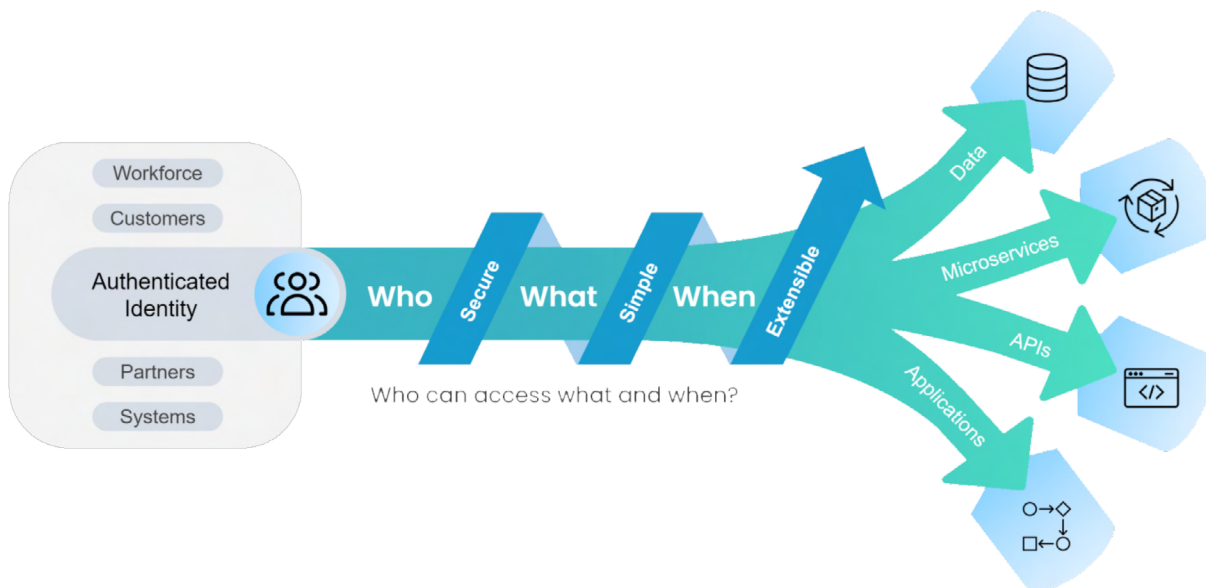 Workforce
Customers
Authenticated
Identity
Partners
Systems
Who
Secure
What
Simple
When
Extensible
Who can access what and when?
Data
Microservices
APIs
Applications
</>